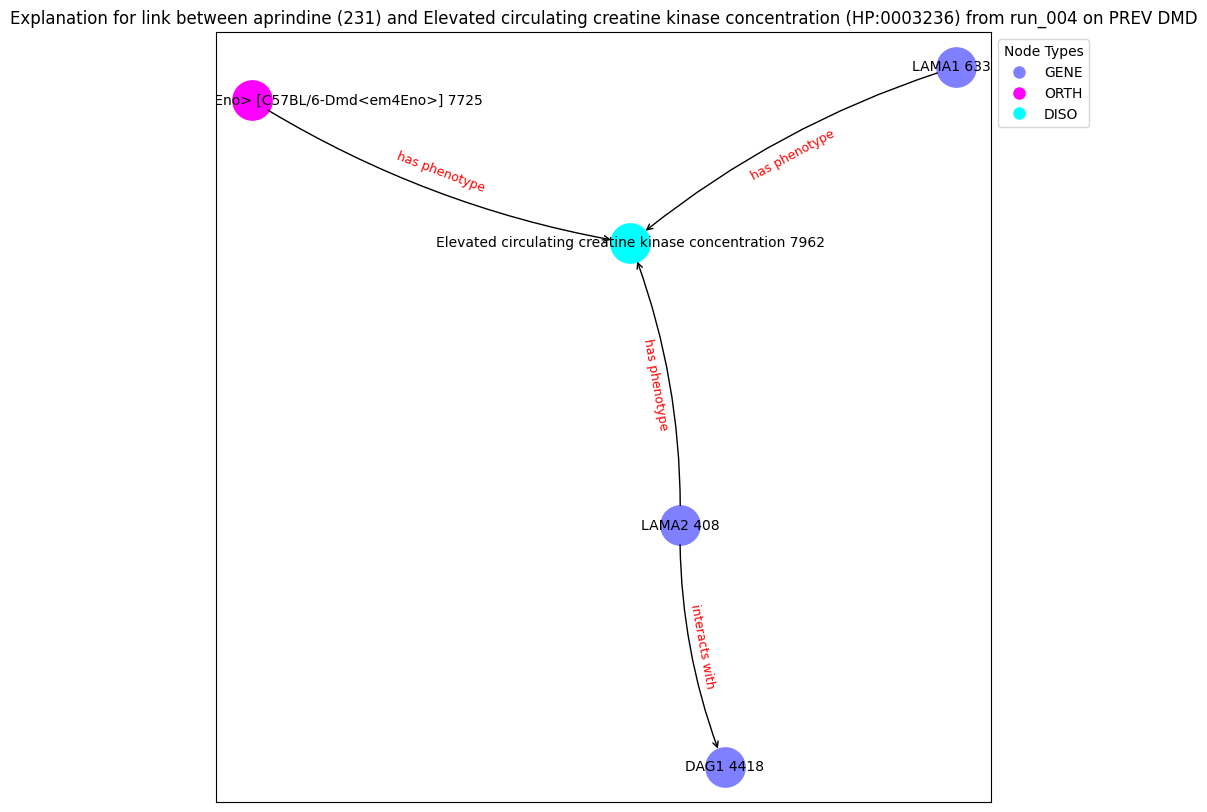 Explanation for link between aprindine (231) and Elevated circulating creatine kinase concentration (HP:0003236) from run_004 on PREV DMD
Node Types
GENE
ORTH
DISO
LAMA1 633
Eno> [C57BL/6-Dmd<em4Eno>] 7725
has phenotype
has phenotype
Elevated circulating creatine kinase concentration 7962
has phenotype
LAMA2 408
interacts with
DAG1 4418